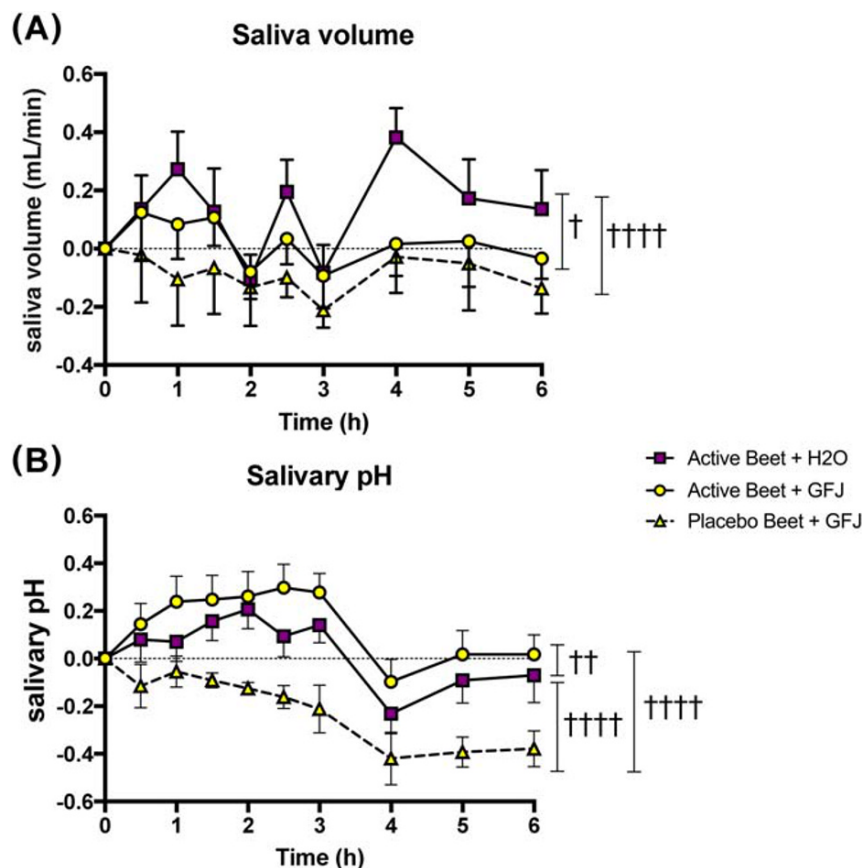 (A)
Saliva volume
saliva volume (mL/min)
0.6
0.4
0.2
0.0
-0.2
-0.4
0 1 2 3 4 5 6
Time (h)
†
††††
(B)
Salivary pH
salivary pH
0.6
0.4
0.2
0.0
-0.2
-0.4
-0.6
0 1 2 3 4 5 6
Time (h)
††
††††
††††
Active Beet + H2O
Active Beet + GFJ
Placebo Beet + GFJ